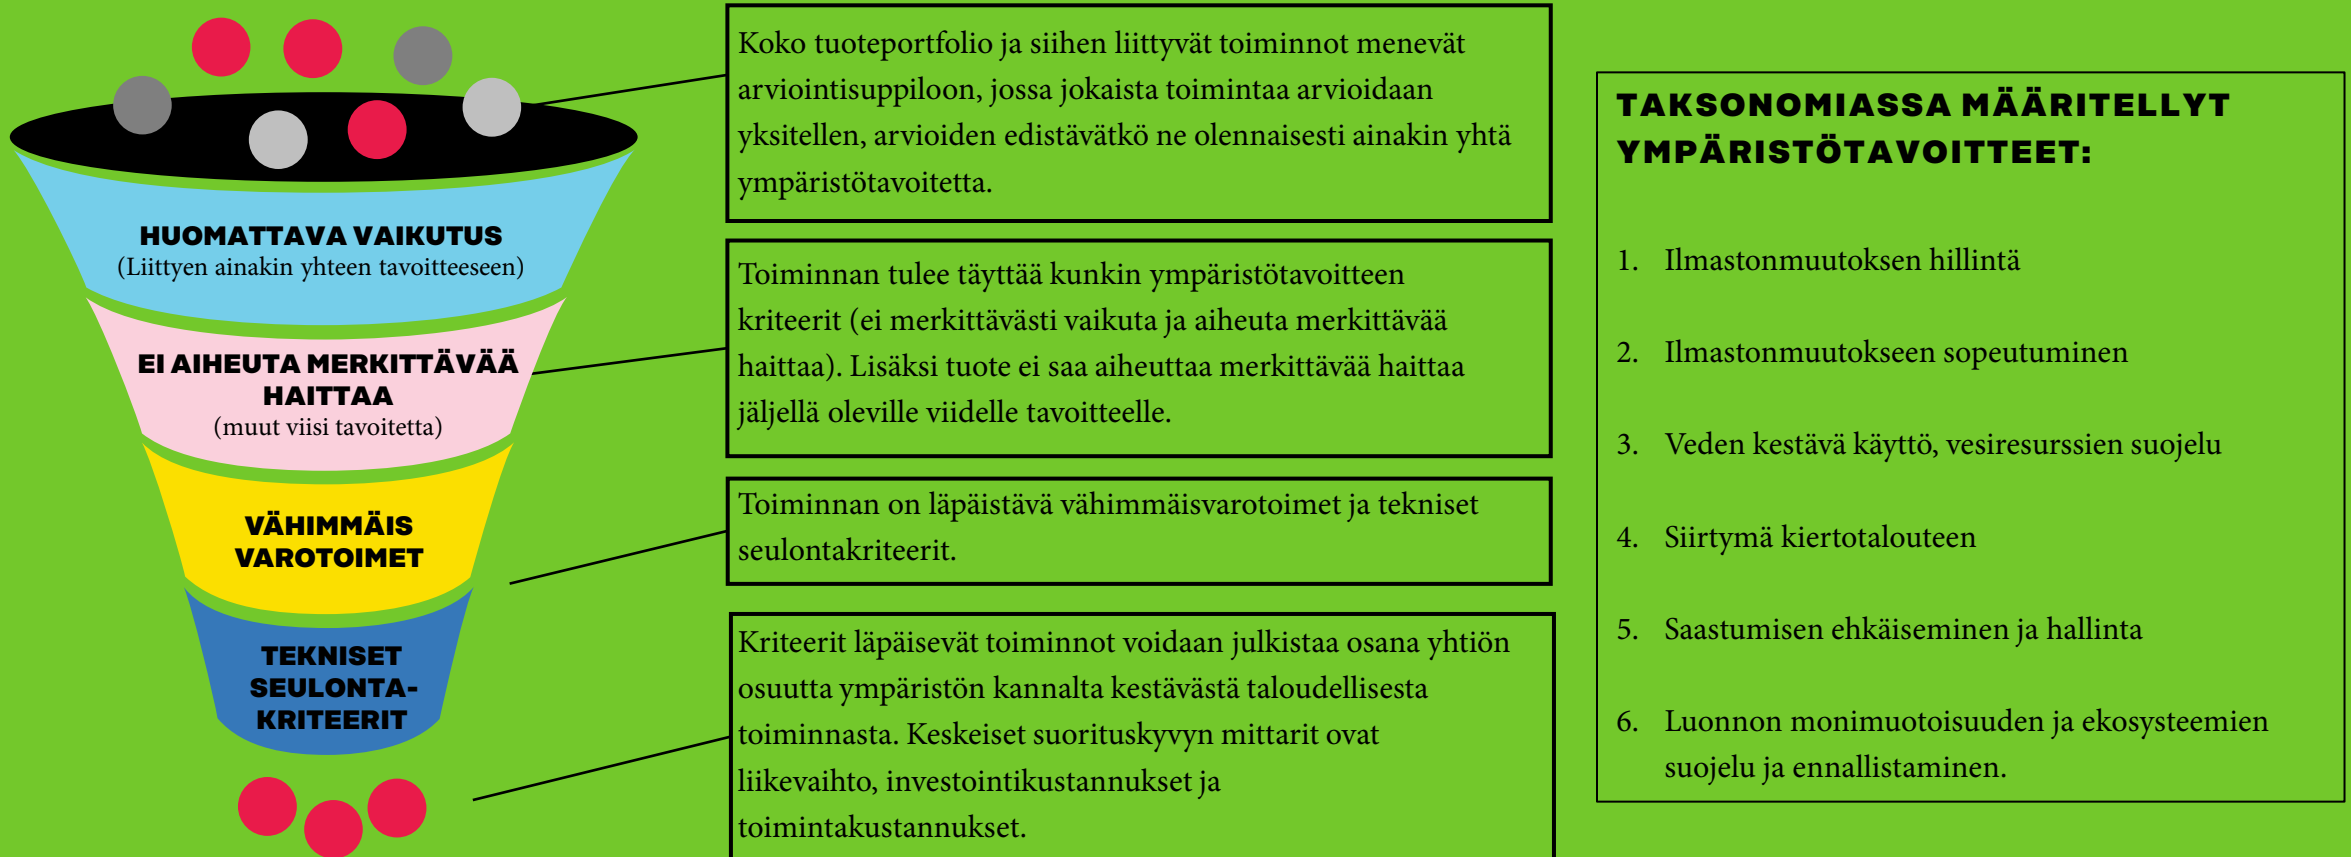 HUOMATTAVA VAIKUTUS
(Liittyen ainakin yhteen tavoitteeseen)
EI AIHEUTA MERKITTÄVÄÄ
HAITTAA
(muut viisi tavoitetta)
VÄHIMMÄIS
VAROTOIMET
TEKNISET
SEULONTA-
KRITEERIT
Koko tuoteportfolio ja siihen liittyvät toiminnot menevät
arviointisuppiloon, jossa jokaista toimintaa arvioidaan
yksitellen, arvioiden edistävätkö ne olennaisesti ainakin yhtä
ympäristötavoitetta.
Toiminnan tulee täyttää kunkin ympäristötavoitteen
kriteerit (ei merkittävästi vaikuta ja aiheuta merkittävää
haittaa). Lisäksi tuote ei saa aiheuttaa merkittävää haittaa
jäljellä oleville viidelle tavoitteelle.
Toiminnan on läpäistävä vähimmäisvarotoimet ja tekniset
seulontakriteerit.
Kriteerit läpäisevät toiminnot voidaan julkistaa osana yhtiön
osuutta ympäristön kannalta kestävästä taloudellisesta
toiminnasta. Keskeiset suorituskyvyn mittarit ovat
liikevaihto, investointikustannukset ja
toimintakustannukset.
TAKSONOMIASSA MÄÄRITELLYT
YMPÄRISTÖTAVOITTEET:
1. Ilmastonmuutoksen hillintä
2. Ilmastonmuutokseen sopeutuminen
3. Veden kestävä käyttö, vesiresurssien suojelu
4. Siirtymä kiertotalouteen
5. Saastumisen ehkäiseminen ja hallinta
6. Luonnon monimuotoisuuden ja ekosysteemien
suojelu ja ennallistaminen.